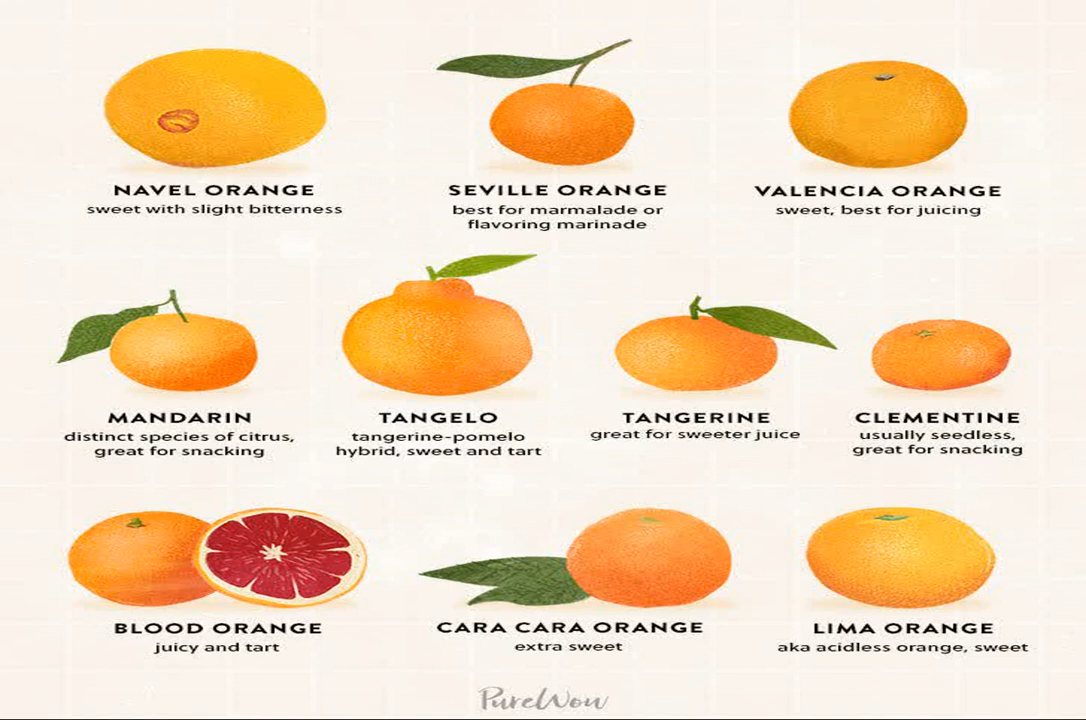 NAVEL ORANGE
sweet with slight bitterness
SEVILLE ORANGE
best for marmalade or
flavoring marinade
VALENCIA ORANGE
sweet, best for juicing
MANDARIN
distinct species of citrus,
great for snacking
TANGELO
tangerine-pomelo
hybrid, sweet and tart
TANGERINE
great for sweeter juice
CLEMENTINE
usually seedless,
great for snacking
BLOOD ORANGE
juicy and tart
CARA CARA ORANGE
extra sweet
LIMA ORANGE
aka acidless orange, sweet
PureWow